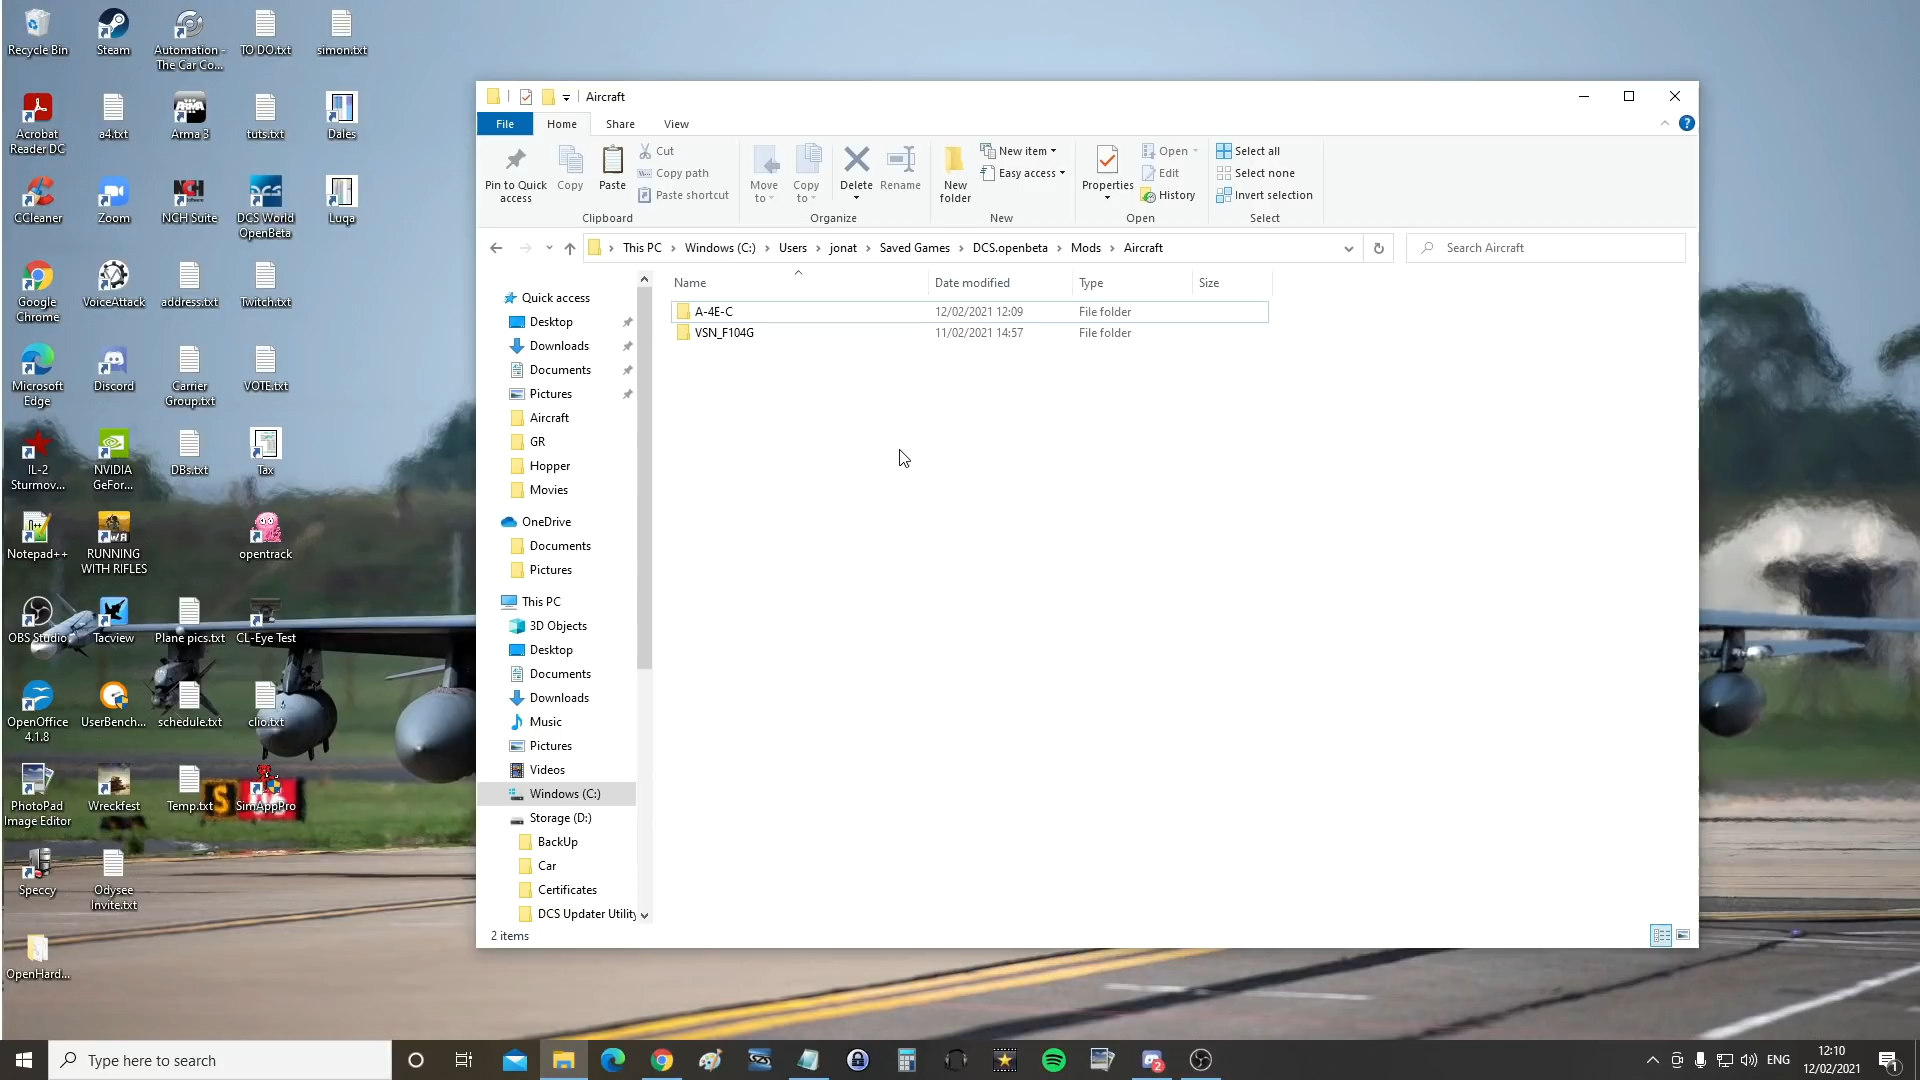 Recycle Bin
Steam
Automation -
The Car Co...
TO DO.txt
simon.txt
Acrobat
Reader DC
a4.txt
Arma 3
tuts.txt
Dales
CCleaner
Zoom
NCH Suite
DCS World
OpenBeta
Luqa
Google
Chrome
VoiceAttack
address.txt
Twitch.txt
Microsoft
Edge
Discord
Carrier
Group.txt
VOTE.txt
IL-2
Sturmov...
NVIDIA
GeFor...
DBs.txt
Tax
Notepad++
RUNNING
WITH RIFLES
opentrack
OBS Studio
Tacview
Plane pics.txt
CL-Eye Test
OpenOffice
4.1.8
UserBench...
schedule.txt
clio.txt
PhotoPad
Image Editor
Wreckfest
Temp.txt
SimAppPro
Speccy
Odysee
Invite.txt
OpenHard...
Aircraft
File
Home
Share
View
Pin to Quick
access
Copy
Paste
Cut
Copy path
Paste shortcut
Clipboard
Move
to
Copy
to
Delete
Rename
Organize
New
folder
New item
Easy access
New
Properties
Open
Edit
History
Open
Select all
Select none
Invert selection
Select
This PC > Windows (C:) > Users > jonat > Saved Games > DCS.openbeta > Mods > Aircraft
Search Aircraft
Name
Date modified
Type
Size
A-4E-C
12/02/2021 12:09
File folder
VSN_F104G
11/02/2021 14:57
File folder
Quick access
Desktop
Downloads
Documents
Pictures
Aircraft
GR
Hopper
Movies
OneDrive
Documents
Pictures
This PC
3D Objects
Desktop
Documents
Downloads
Music
Pictures
Videos
Windows (C:)
Storage (D:)
BackUp
Car
Certificates
DCS Updater Utility
2 items
Type here to search
2
ENG
12:10
12/02/2021
1